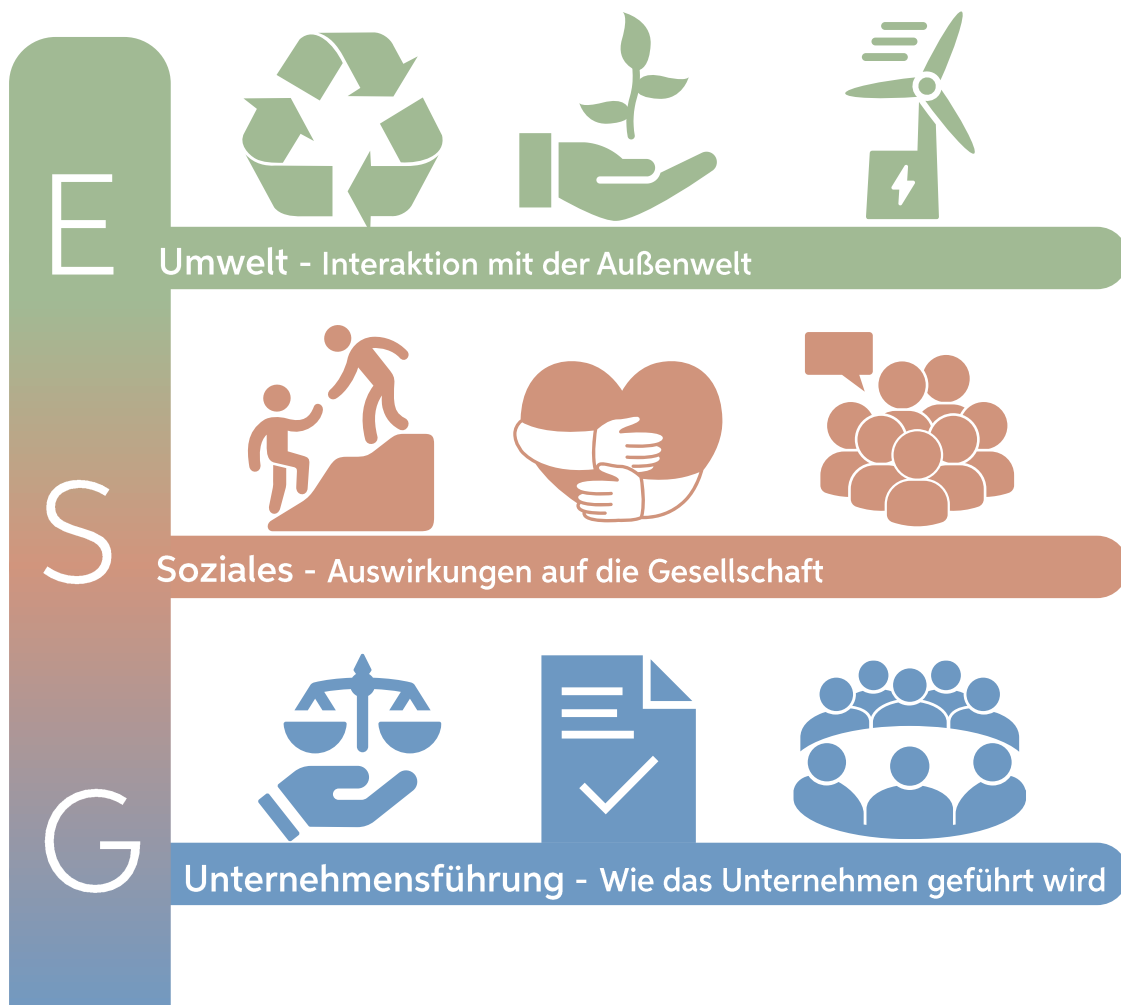 E
Umwelt - Interaktion mit der Außenwelt
S
Soziales - Auswirkungen auf die Gesellschaft
G
Unternehmensführung - Wie das Unternehmen geführt wird